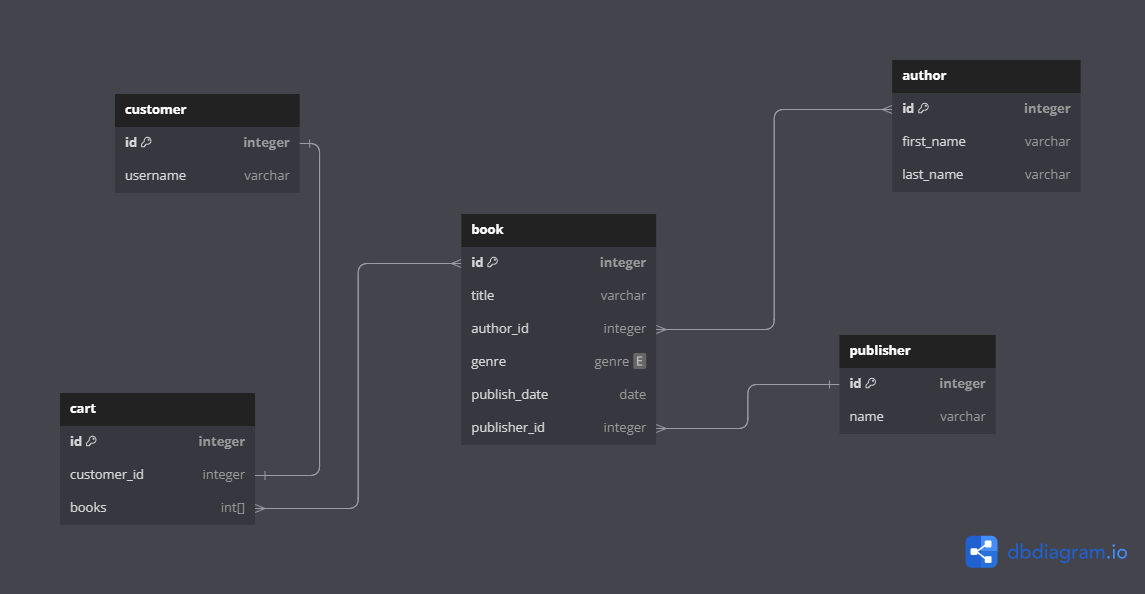 customer
id integer
username varchar
author
id integer
first_name varchar
last_name varchar
book
id integer
title varchar
author_id integer
genre genre E
publish_date date
publisher_id integer
publisher
id integer
name varchar
cart
id integer
customer_id integer
books int[]
dbdiagram.io